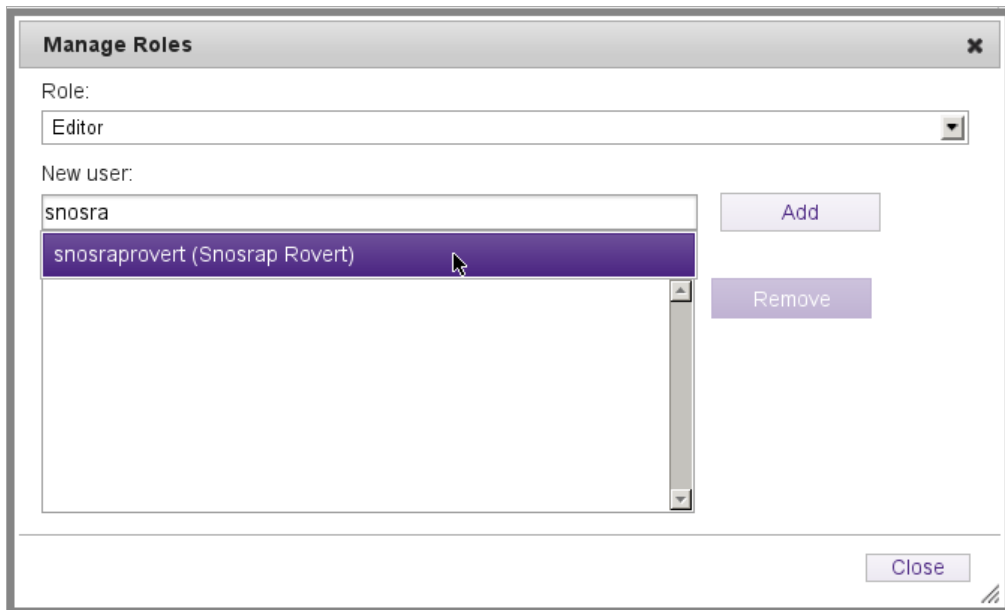 Manage Roles
Role:
Editor
New user:
snosra
Add
snosraprovert (Snosrap Rovert)
Remove
Close